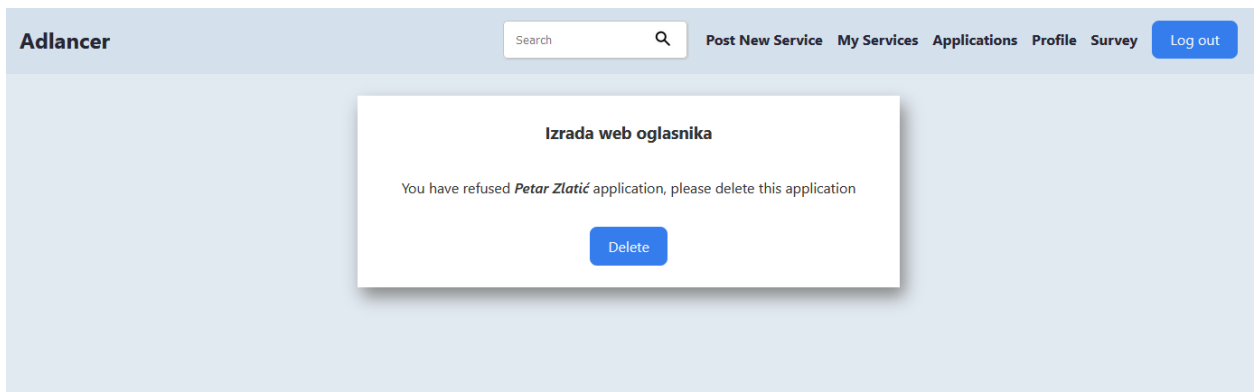 Adlancer
Search
Post New Service
My Services
Applications
Profile
Survey
Log out
Izrada web oglasnika
You have refused Petar Zlatić application, please delete this application
Delete